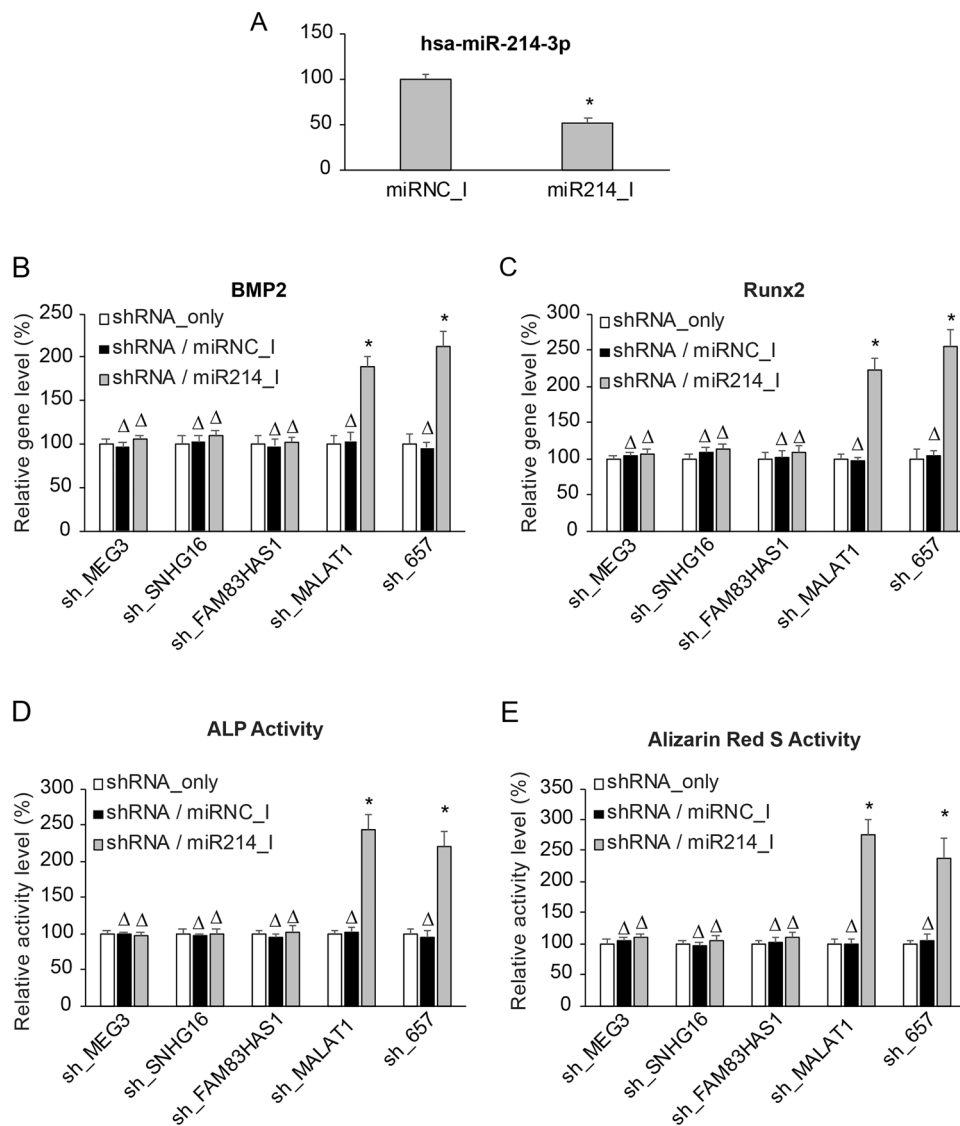 A
hsa-miR-214-3p
150
100
50
0
*
miRNC_I
miR214_I
B
BMP2
Relative gene level (%)
250
200
150
100
50
0
shRNA_only
shRNA / miRNC_I
shRNA / miR214_I
Δ Δ Δ Δ Δ Δ Δ * Δ *
sh_MEG3
sh_SNHG16
sh_FAM83HAS1
sh_MALAT1
sh_657
C
Runx2
Relative gene level (%)
300
250
200
150
100
50
0
shRNA_only
shRNA / miRNC_I
shRNA / miR214_I
Δ Δ Δ Δ Δ Δ Δ * Δ *
sh_MEG3
sh_SNHG16
sh_FAM83HAS1
sh_MALAT1
sh_657
D
ALP Activity
Relative activity level (%)
300
250
200
150
100
50
0
shRNA_only
shRNA / miRNC_I
shRNA / miR214_I
Δ Δ Δ Δ Δ Δ Δ * Δ *
sh_MEG3
sh_SNHG16
sh_FAM83HAS1
sh_MALAT1
sh_657
E
Alizarin Red S Activity
Relative activity level (%)
350
300
250
200
150
100
50
0
shRNA_only
shRNA / miRNC_I
shRNA / miR214_I
Δ Δ Δ Δ Δ Δ Δ * Δ *
sh_MEG3
sh_SNHG16
sh_FAM83HAS1
sh_MALAT1
sh_657